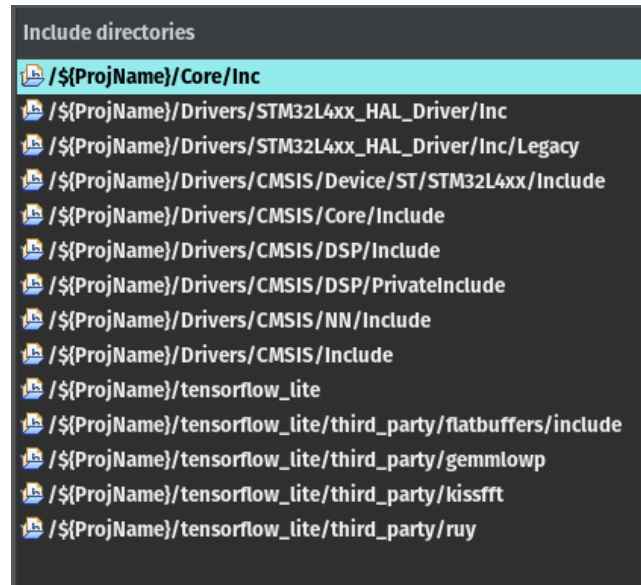 Include directories
/${ProjName}/Core/Inc
/${ProjName}/Drivers/STM32L4xx_HAL_Driver/Inc
/${ProjName}/Drivers/STM32L4xx_HAL_Driver/Inc/Legacy
/${ProjName}/Drivers/CMSIS/Device/ST/STM32L4xx/Include
/${ProjName}/Drivers/CMSIS/Core/Include
/${ProjName}/Drivers/CMSIS/DSP/Include
/${ProjName}/Drivers/CMSIS/DSP/PrivateInclude
/${ProjName}/Drivers/CMSIS/NN/Include
/${ProjName}/Drivers/CMSIS/Include
/${ProjName}/tensorflow_lite
/${ProjName}/tensorflow_lite/third_party/flatbuffers/include
/${ProjName}/tensorflow_lite/third_party/gemmlowp
/${ProjName}/tensorflow_lite/third_party/kissfft
/${ProjName}/tensorflow_lite/third_party/ruy